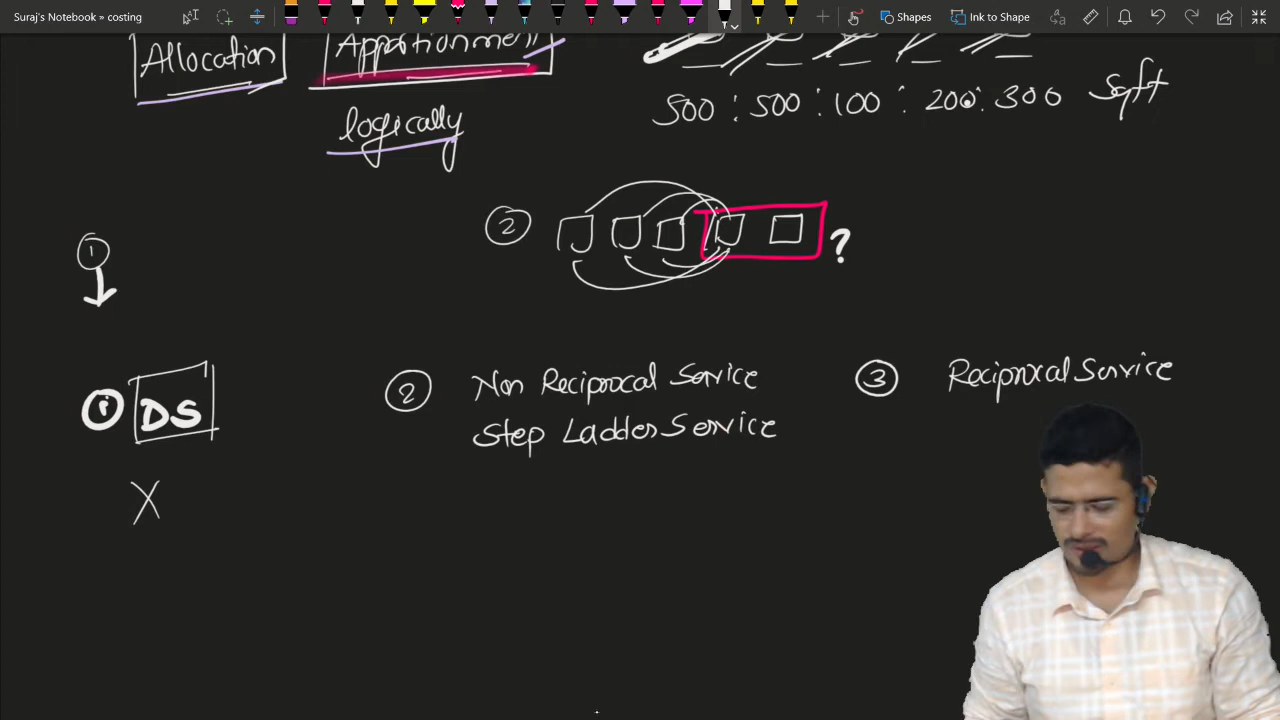 Suraj's Notebook » costing
Shapes
Ink to Shape
Allocation
Apportionment
logically
500 : 500 : 100 : 200 : 300 Sqft
2
?
1
1 DS
X
2 Non Reciprocal Service
Step Ladder Service
3 Reciprocal Service